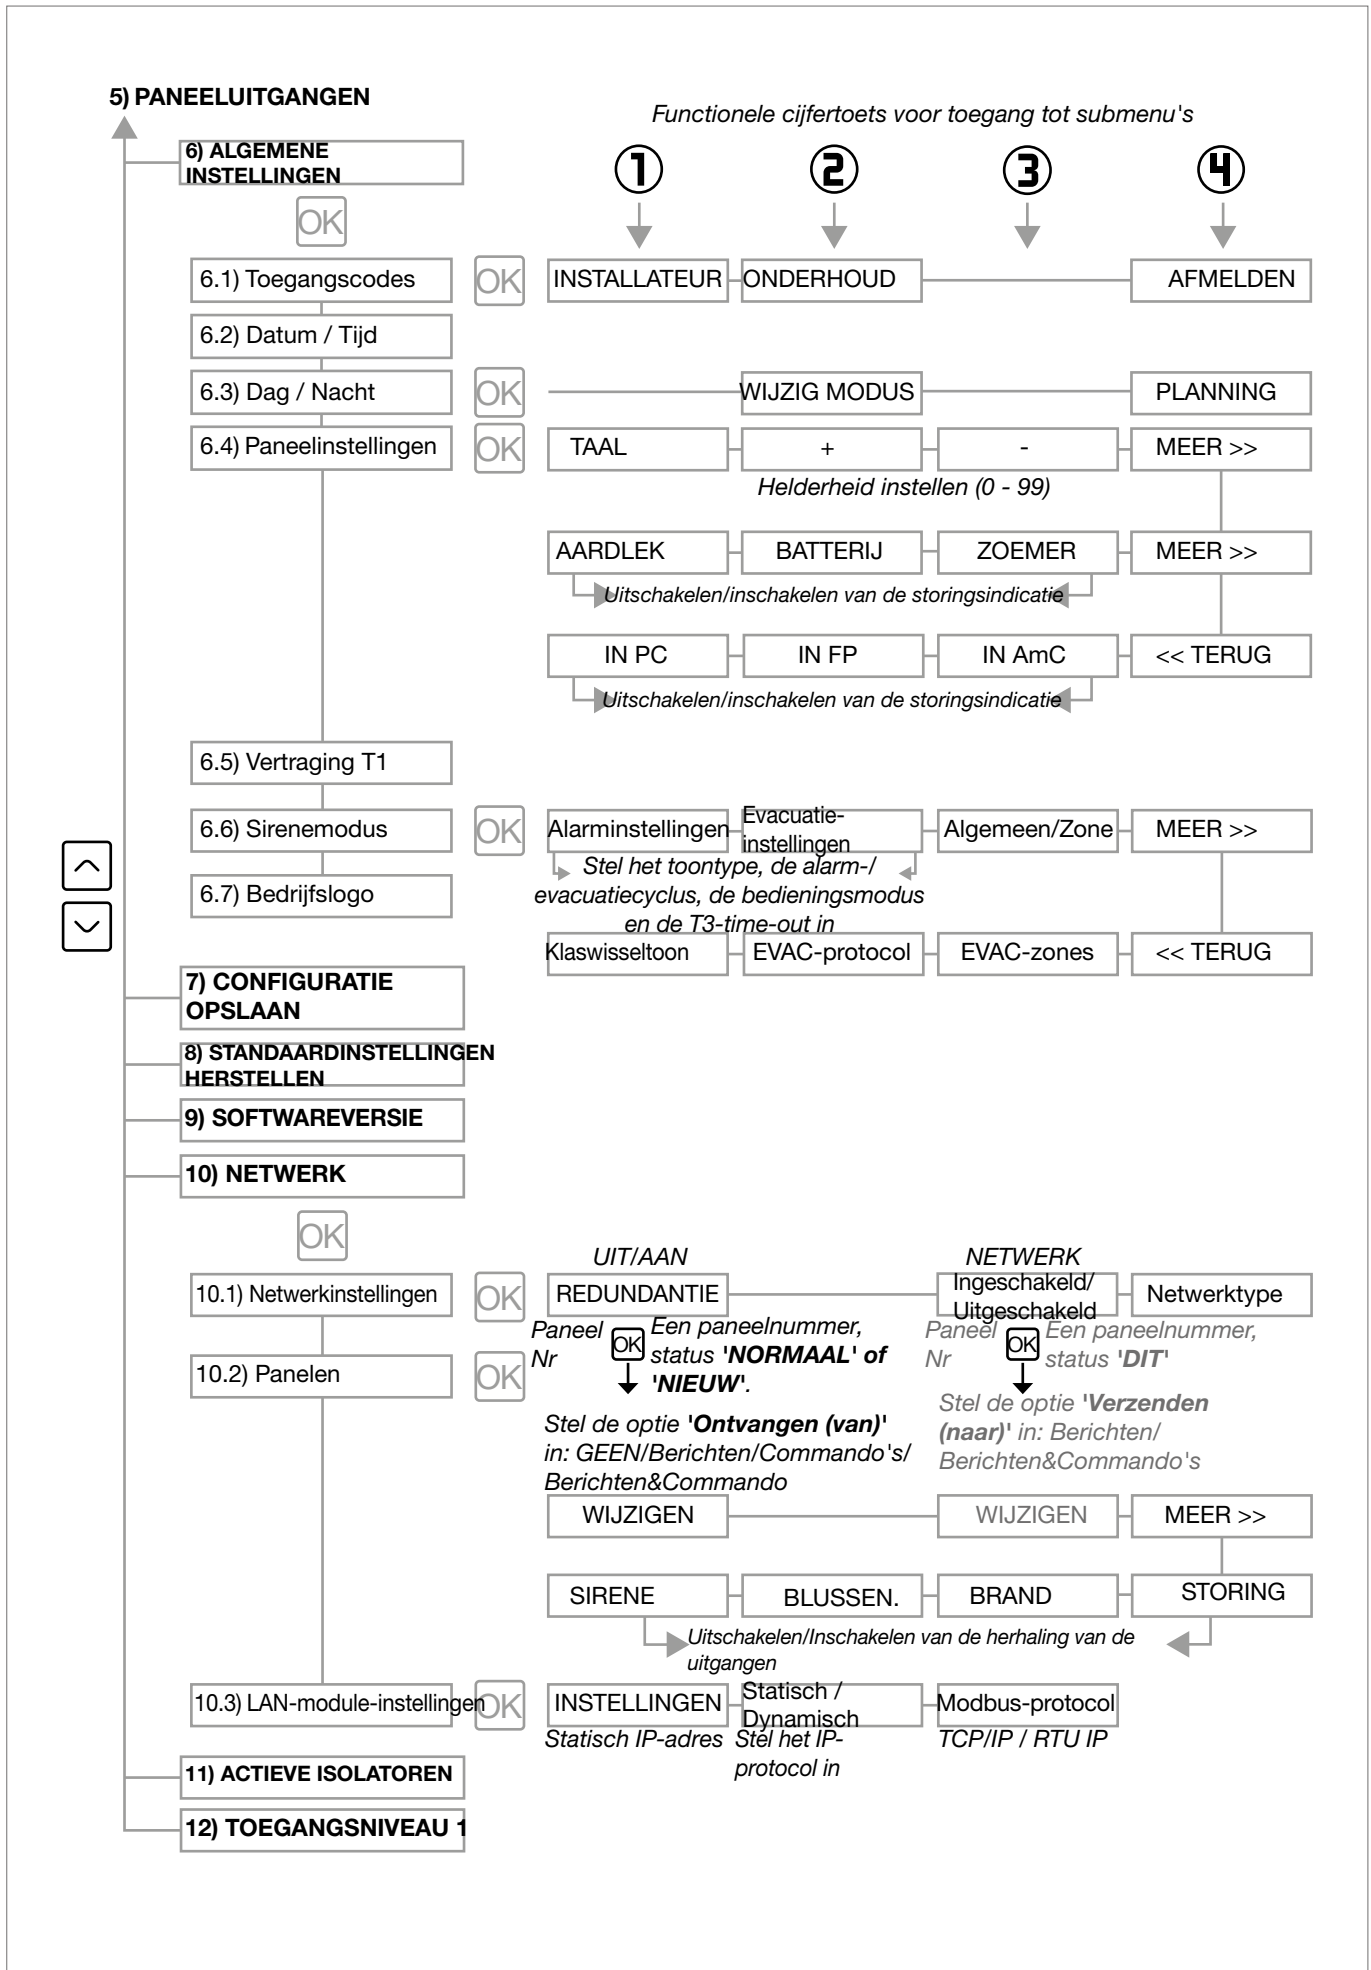 5) PANEELUITGANGEN
Functionele cijfertoets voor toegang tot submenu's
6) ALGEMENE
INSTELLINGEN
1 2 3 4
OK
6.1) Toegangscodes OK INSTALLATEUR ONDERHOUD AFMELDEN
6.2) Datum / Tijd
6.3) Dag / Nacht OK WIJZIG MODUS PLANNING
6.4) Paneelinstellingen OK TAAL + - MEER >>
Helderheid instellen (0 - 99)
AARDLEK BATTERIJ ZOEMER MEER >>
Uitschakelen/inschakelen van de storingsindicatie
IN PC IN FP IN AmC << TERUG
Uitschakelen/inschakelen van de storingsindicatie
6.5) Vertraging T1
6.6) Sirenemodus OK Alarminstellingen Evacuatie-
instellingen Algemeen/Zone MEER >>
Stel het toontype, de alarm-/
evacuatiecyclus, de bedieningsmodus
en de T3-time-out in
6.7) Bedrijfslogo
Klaswisseltoon EVAC-protocol EVAC-zones << TERUG
7) CONFIGURATIE
OPSLAAN
8) STANDAARDINSTELLINGEN
HERSTELLEN
9) SOFTWAREVERSIE
10) NETWERK
OK
UIT/AAN NETWERK
10.1) Netwerkinstellingen OK REDUNDANTIE Ingeschakeld/
Uitgeschakeld Netwerktype
10.2) Panelen OK
Paneel
Nr
OK
Een paneelnummer,
status 'NORMAAL' of
'NIEUW'.
Stel de optie 'Ontvangen (van)'
in: GEEN/Berichten/Commando's/
Berichten&Commando
Paneel
Nr
OK
Een paneelnummer,
status 'DIT'
Stel de optie 'Verzenden
(naar)' in: Berichten/
Berichten&Commando's
WIJZIGEN WIJZIGEN MEER >>
SIRENE BLUSSEN. BRAND STORING
Uitschakelen/Inschakelen van de herhaling van de
uitgangen
10.3) LAN-module-instellingen OK INSTELLINGEN Statisch /
Dynamisch Modbus-protocol
Statisch IP-adres Stel het IP-
protocol in TCP/IP / RTU IP
11) ACTIEVE ISOLATOREN
12) TOEGANGSNIVEAU 1